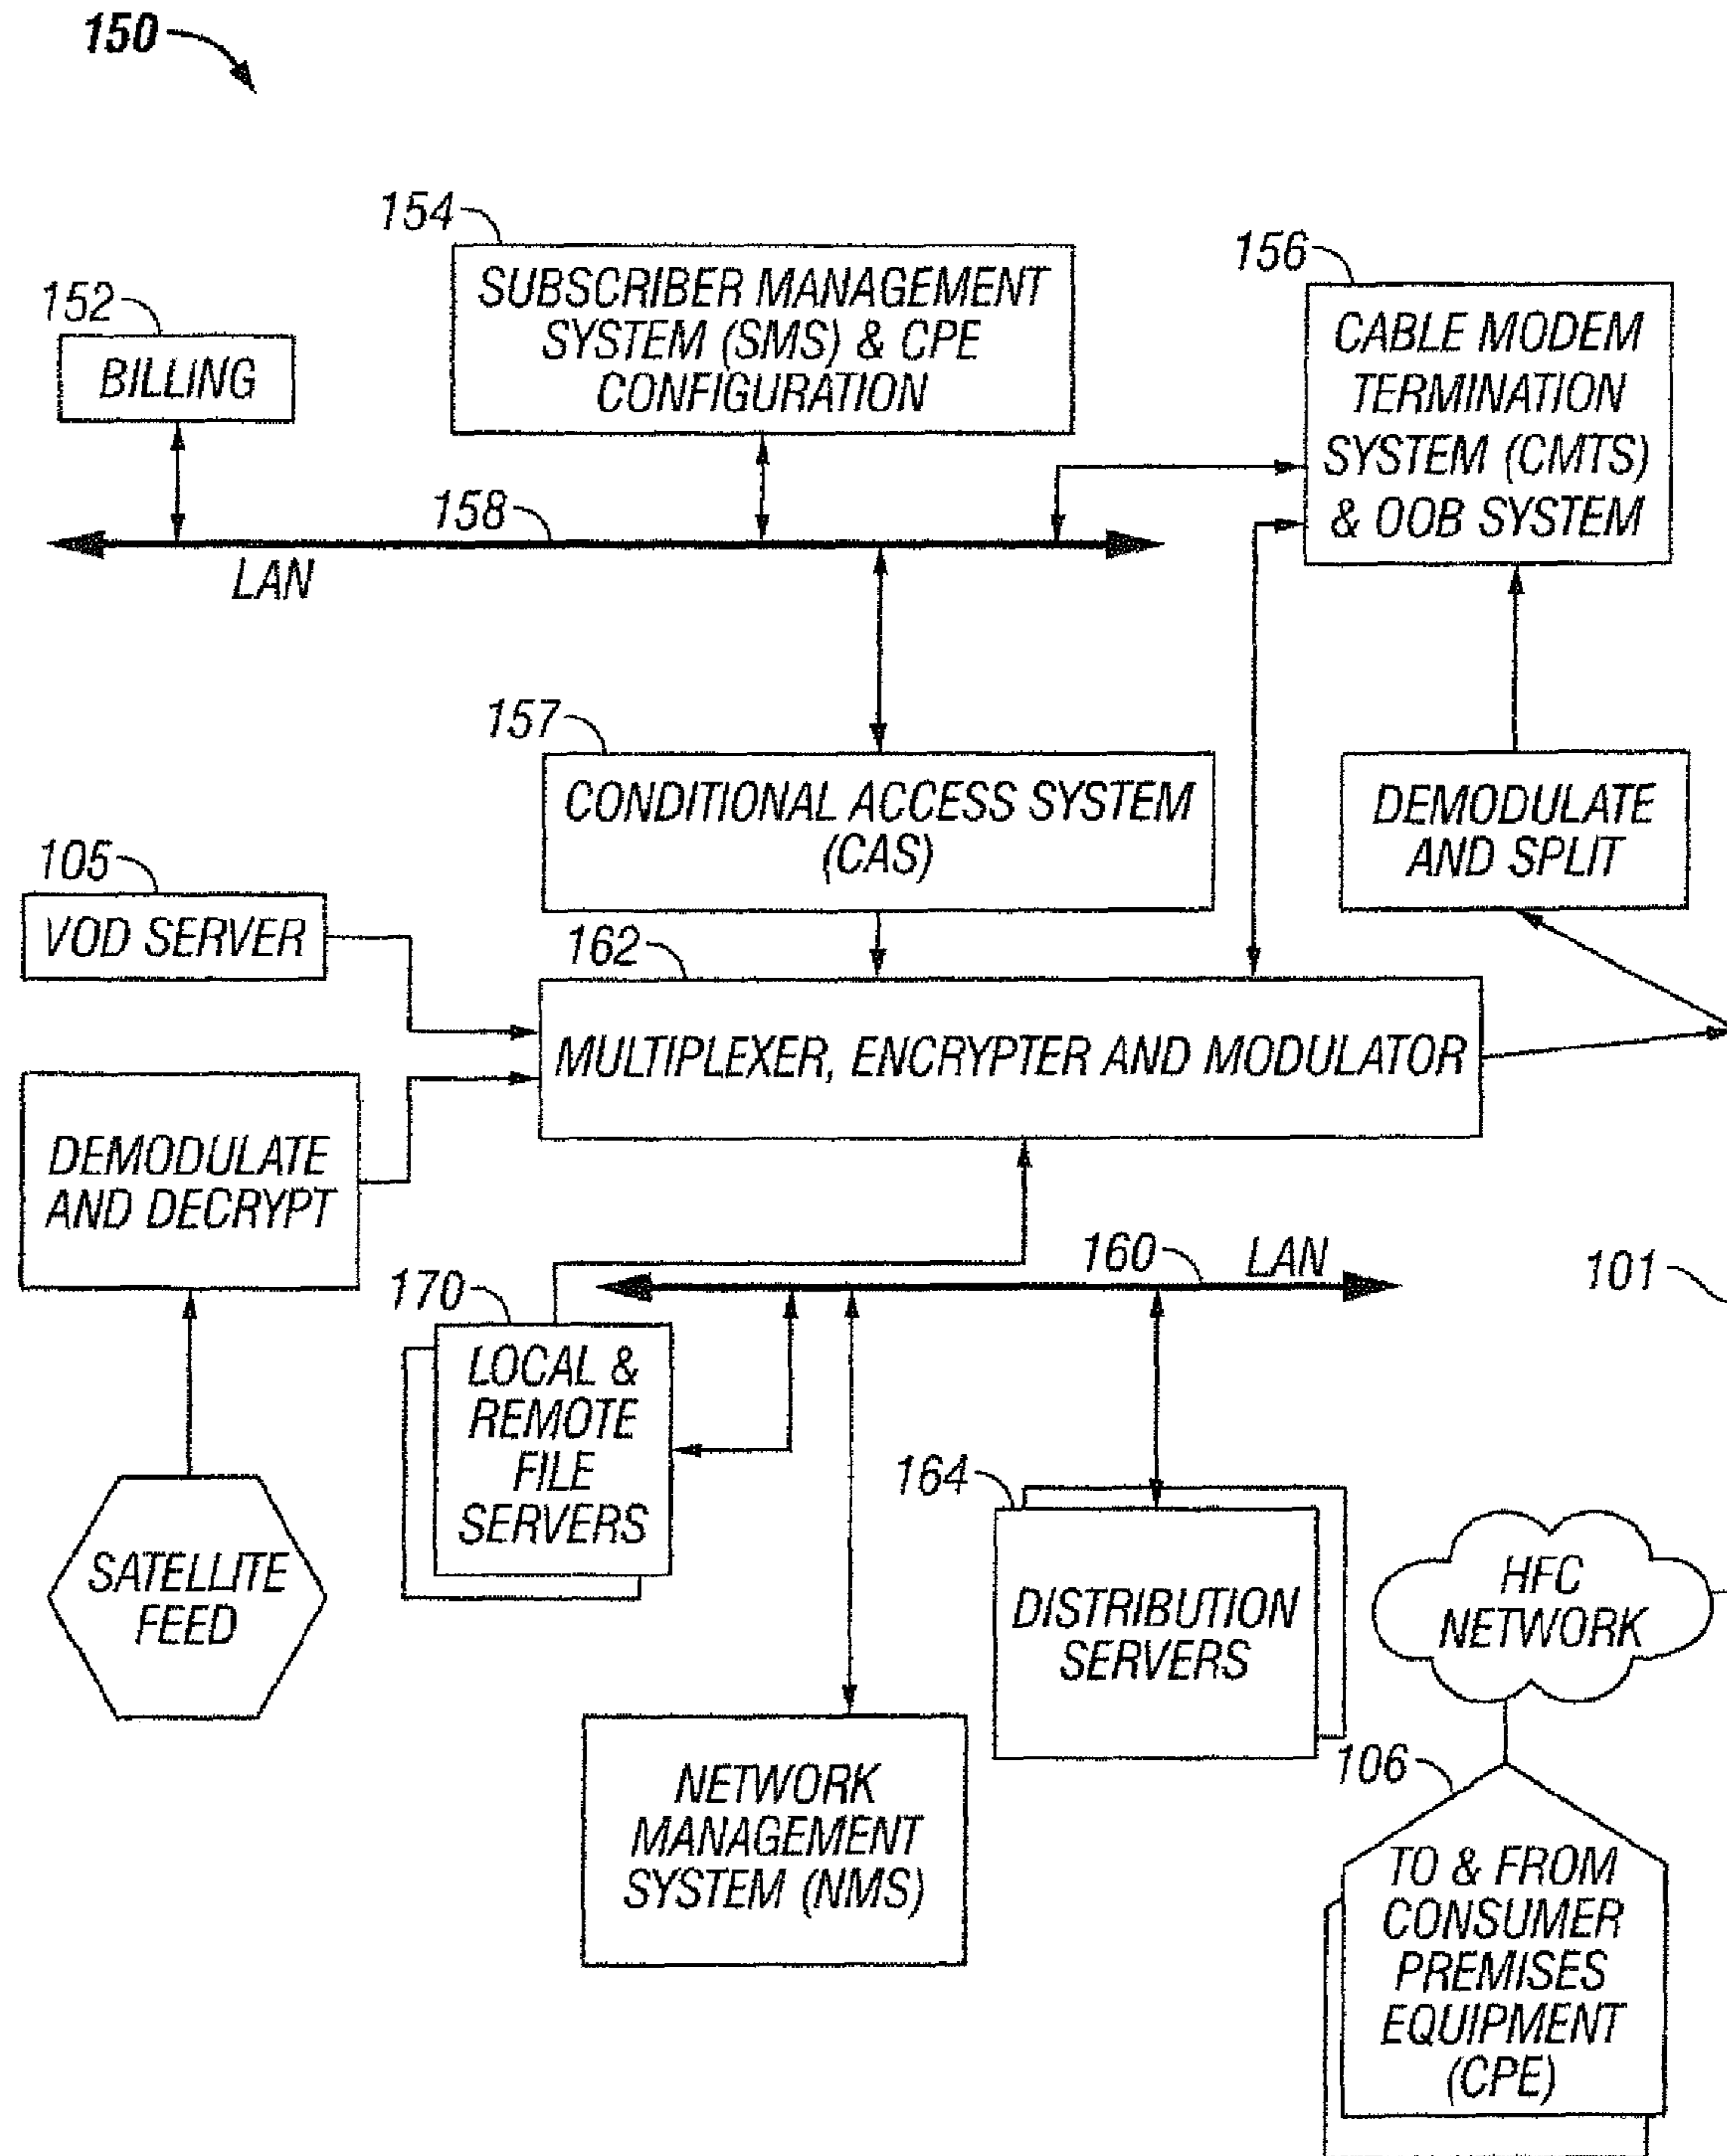 150
154
SUBSCRIBER MANAGEMENT
SYSTEM (SMS) & CPE
CONFIGURATION
152
BILLING
156
CABLE MODEM
TERMINATION
SYSTEM (CMTS)
& OOB SYSTEM
158
LAN
157
CONDITIONAL ACCESS SYSTEM
(CAS)
DEMODULATE
AND SPLIT
105
VOD SERVER
162
MULTIPLEXER, ENCRYPTER AND MODULATOR
DEMODULATE
AND DECRYPT
160
LAN
101
170
LOCAL &
REMOTE
FILE
SERVERS
164
DISTRIBUTION
SERVERS
SATELLITE
FEED
HFC
NETWORK
NETWORK
MANAGEMENT
SYSTEM (NMS)
106
TO & FROM
CONSUMER
PREMISES
EQUIPMENT
(CPE)